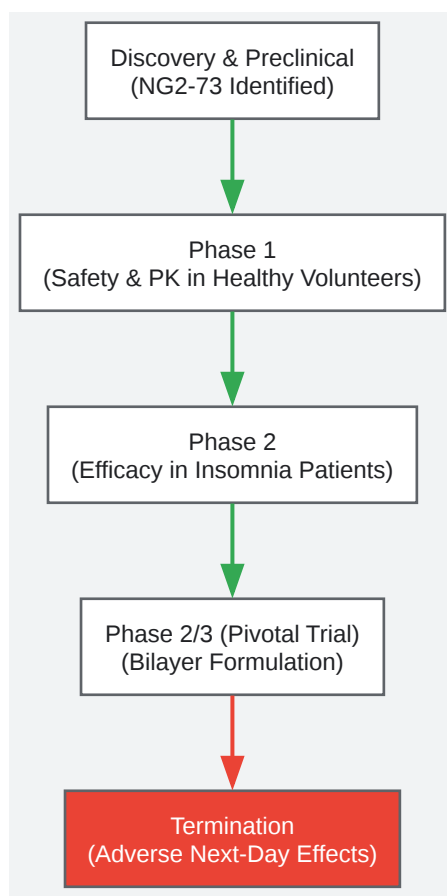 Discovery & Preclinical
(NG2-73 Identified)
Phase 1
(Safety & PK in Healthy Volunteers)
Phase 2
(Efficacy in Insomnia Patients)
Phase 2/3 (Pivotal Trial)
(Bilayer Formulation)
Termination
(Adverse Next-Day Effects)